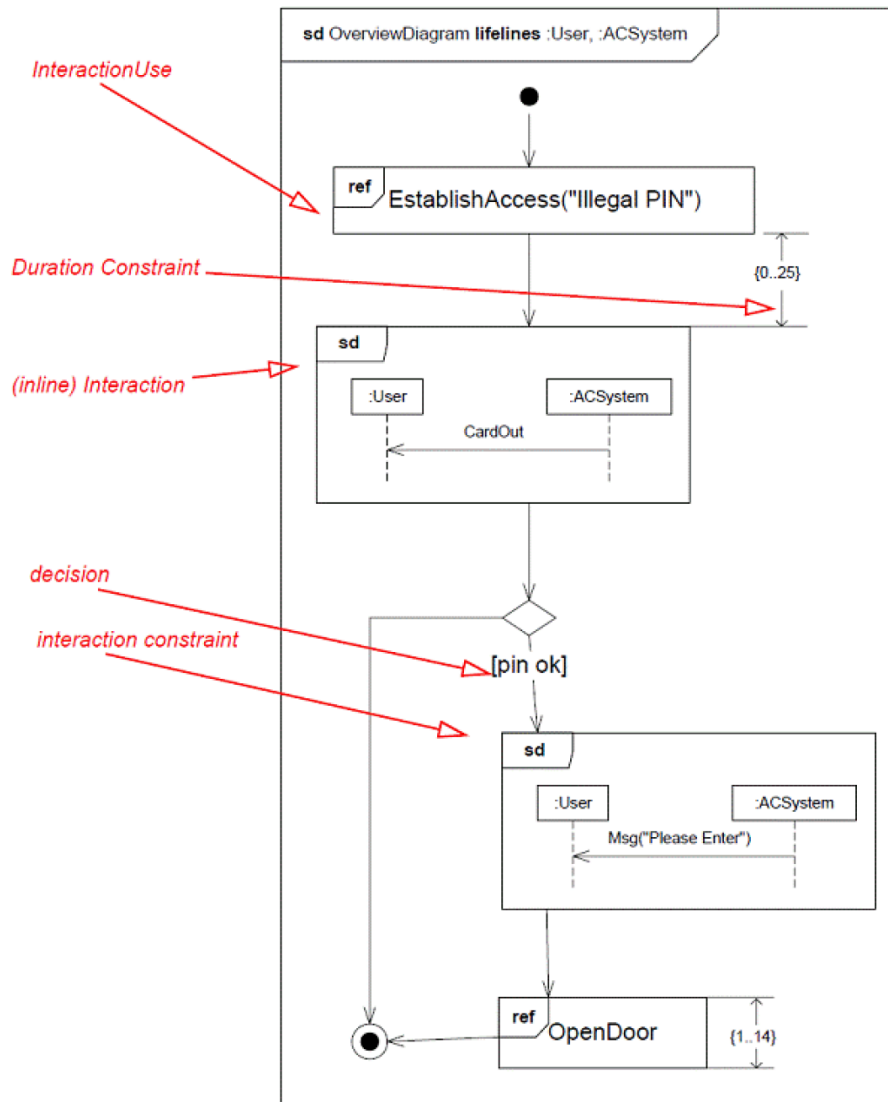 sd OverviewDiagram lifelines :User, :ACSystem
InteractionUse
ref
EstablishAccess("Illegal PIN")
Duration Constraint
{0..25}
sd
(inline) Interaction
:User
:ACSystem
CardOut
decision
interaction constraint
[pin ok]
sd
:User
:ACSystem
Msg("Please Enter")
ref
OpenDoor
{1..14}